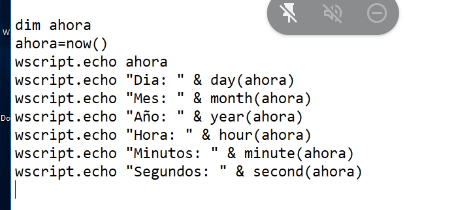 dim ahora
ahora=now()
wscript.echo ahora
wscript.echo "Dia: " & day(ahora)
wscript.echo "Mes: " & month(ahora)
wscript.echo "Año: " & year(ahora)
wscript.echo "Hora: " & hour(ahora)
wscript.echo "Minutos: " & minute(ahora)
wscript.echo "Segundos: " & second(ahora)
W
Do